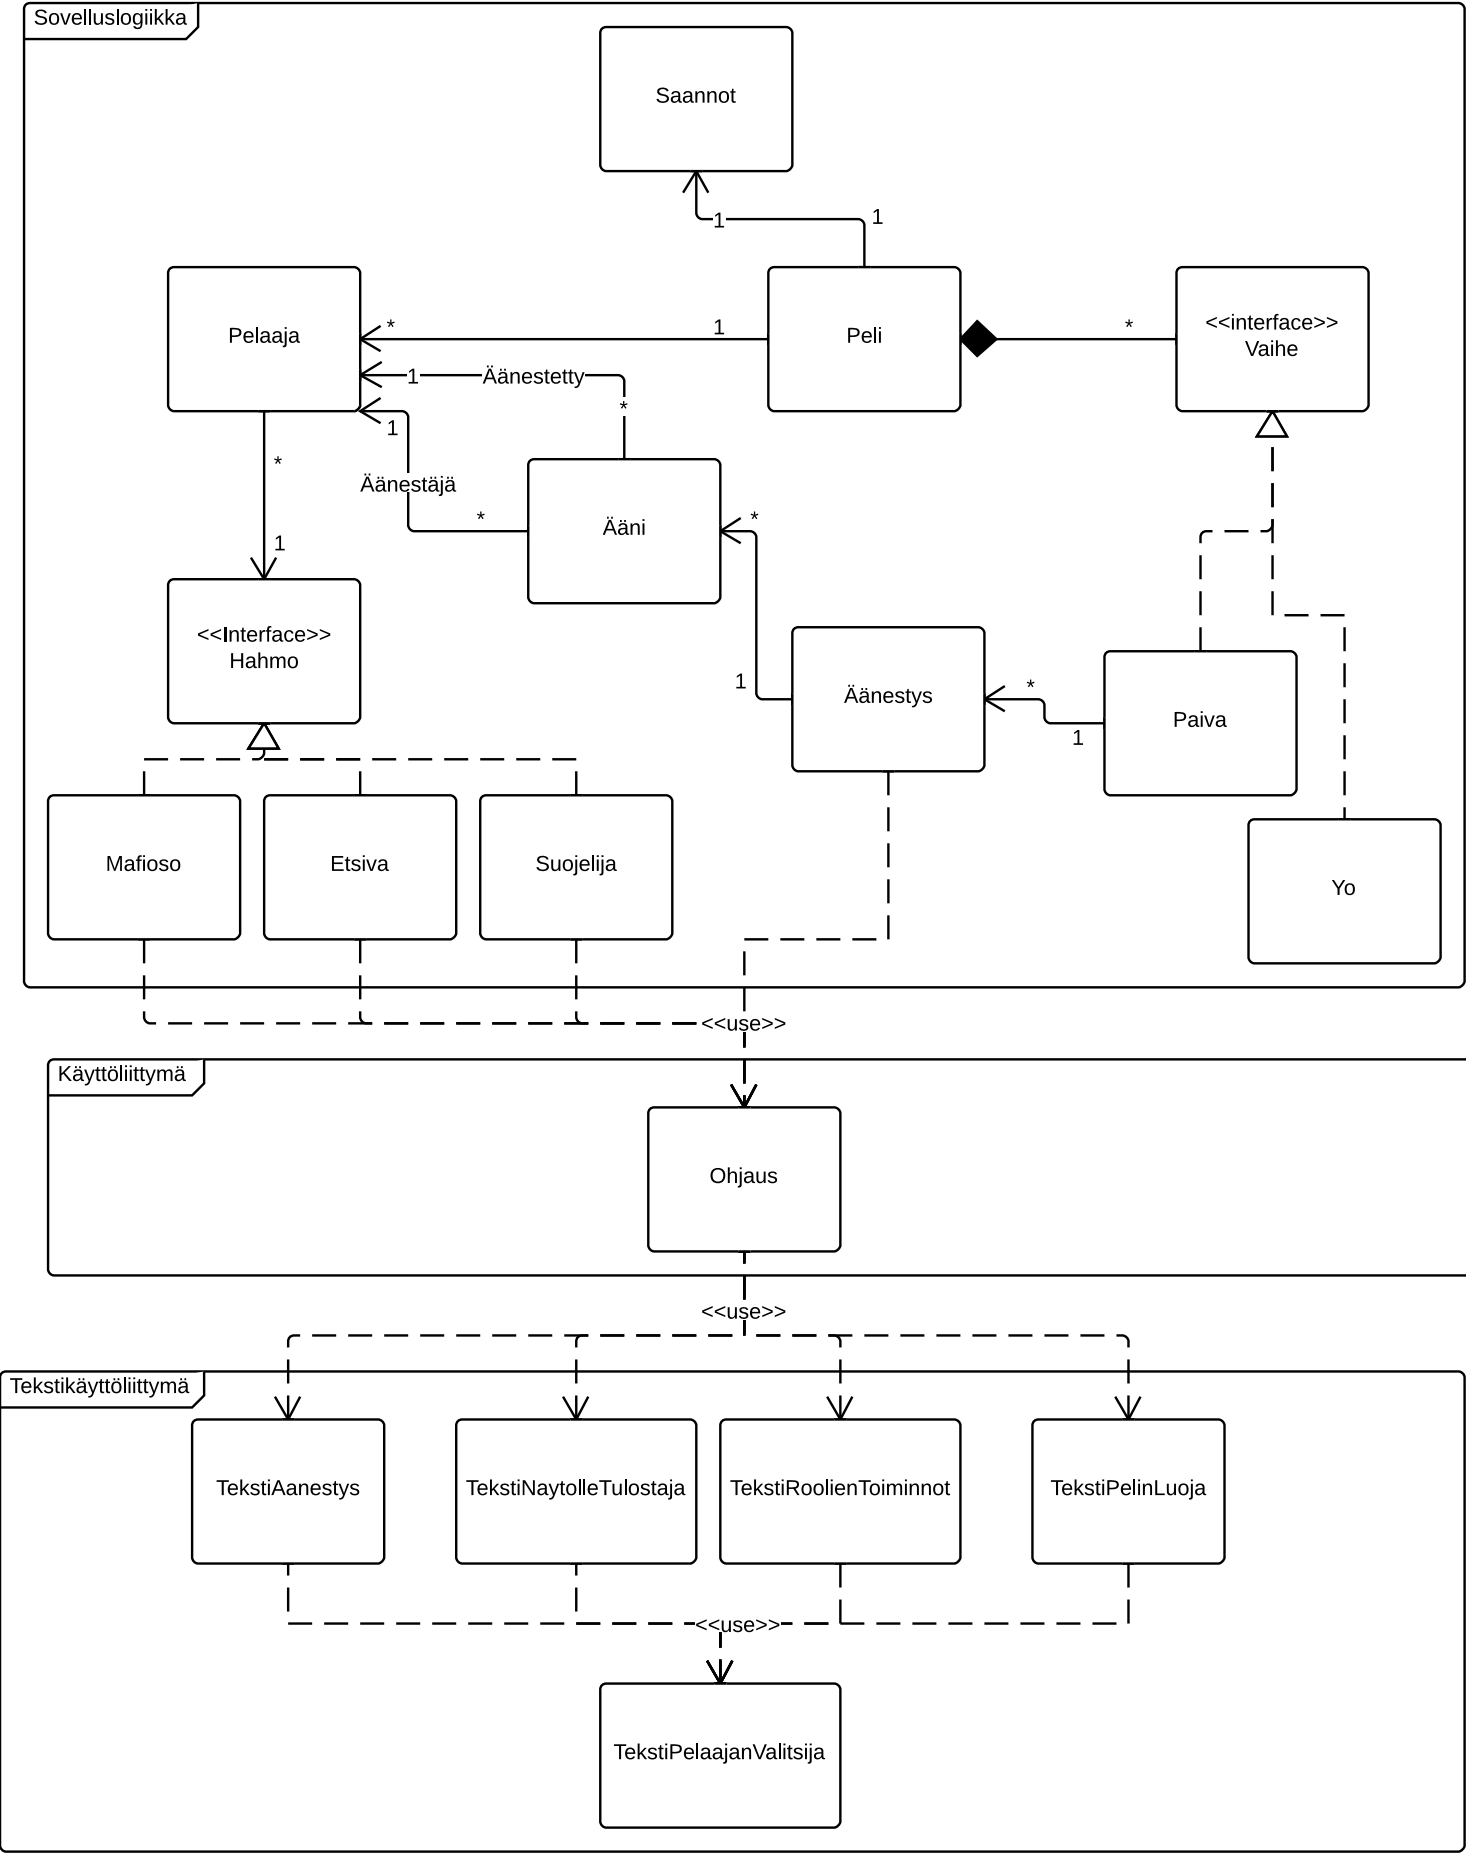 Sovelluslogiikka
Saannot
1
1
Pelaaja
*
1
Peli
*
<<interface>>
Vaihe
1
Äänestetty
*
1
*
Äänestäjä
*
Ääni
*
1
<<Interface>>
Hahmo
1
Äänestys
*
1
Paiva
Mafioso
Etsiva
Suojelija
Yo
<<use>>
Käyttöliittymä
Ohjaus
<<use>>
Tekstikäyttöliittymä
TekstiAanestys
TekstiNaytolleTulostaja
TekstiRoolienToiminnot
TekstiPelinLuoja
<<use>>
TekstiPelaajanValitsija